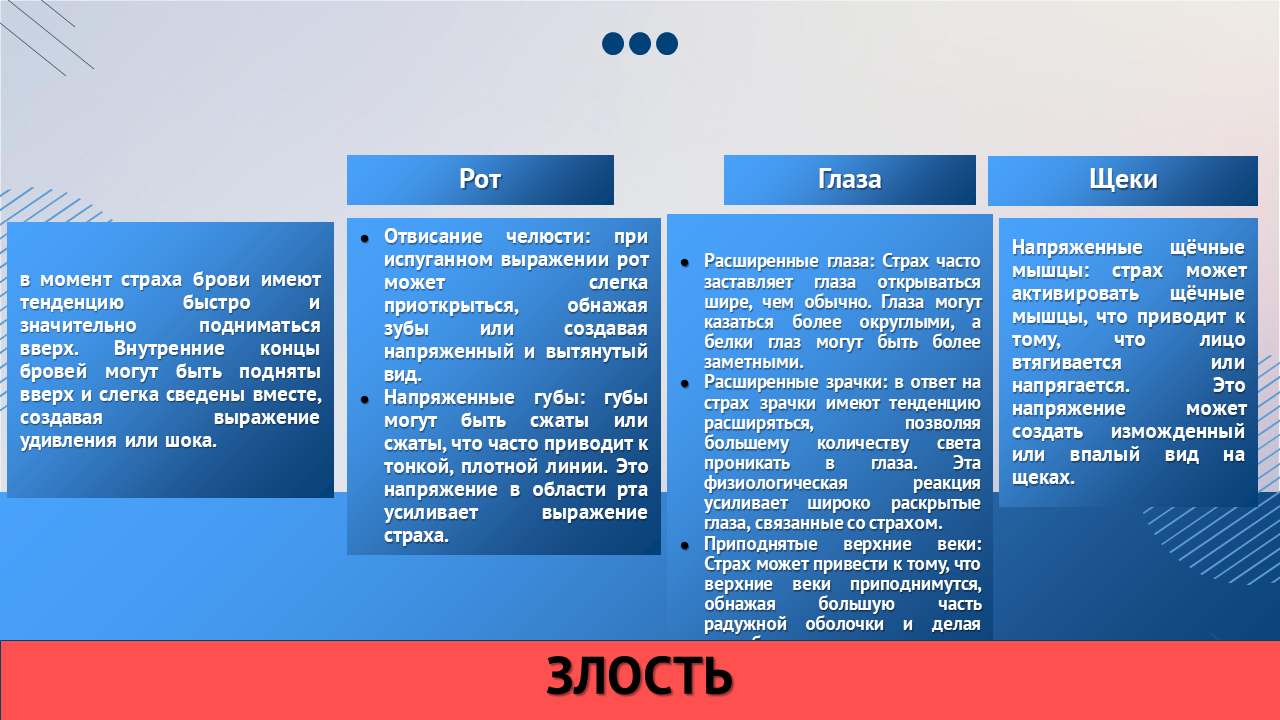 Рот
Глаза
Щеки
в момент страха брови имеют
тенденцию быстро и
значительно подниматься
вверх. Внутренние концы
бровей могут быть подняты
вверх и слегка сведены вместе,
создавая выражение
удивления или шока.
Отвисание челюсти: при
испуганном выражении рот
может слегка
приоткрыться, обнажая
зубы или создавая
напряженный и вытянутый
вид.
Напряженные губы: губы
могут быть сжаты или
сжаты, что часто приводит к
тонкой, плотной линии. Это
напряжение в области рта
усиливает выражение
страха.
Расширенные глаза: Страх часто
заставляет глаза открываться
шире, чем обычно. Глаза могут
казаться более округлыми, а
белки глаз могут быть более
заметными.
Расширенные зрачки: в ответ на
страх зрачки имеют тенденцию
расширяться, позволяя
большему количеству света
проникать в глаза. Эта
физиологическая реакция
усиливает широко раскрытые
глаза, связанные со страхом.
Приподнятые верхние веки:
Страх может привести к тому, что
верхние веки приподнимутся,
обнажая большую часть
радужной оболочки и делая
Напряженные щёчные
мышцы: страх может
активировать щёчные
мышцы, что приводит к
тому, что лицо
втягивается или
напрягается. Это
напряжение может
создать изможденный
или впалый вид на
щеках.
ЗЛОСТЬ